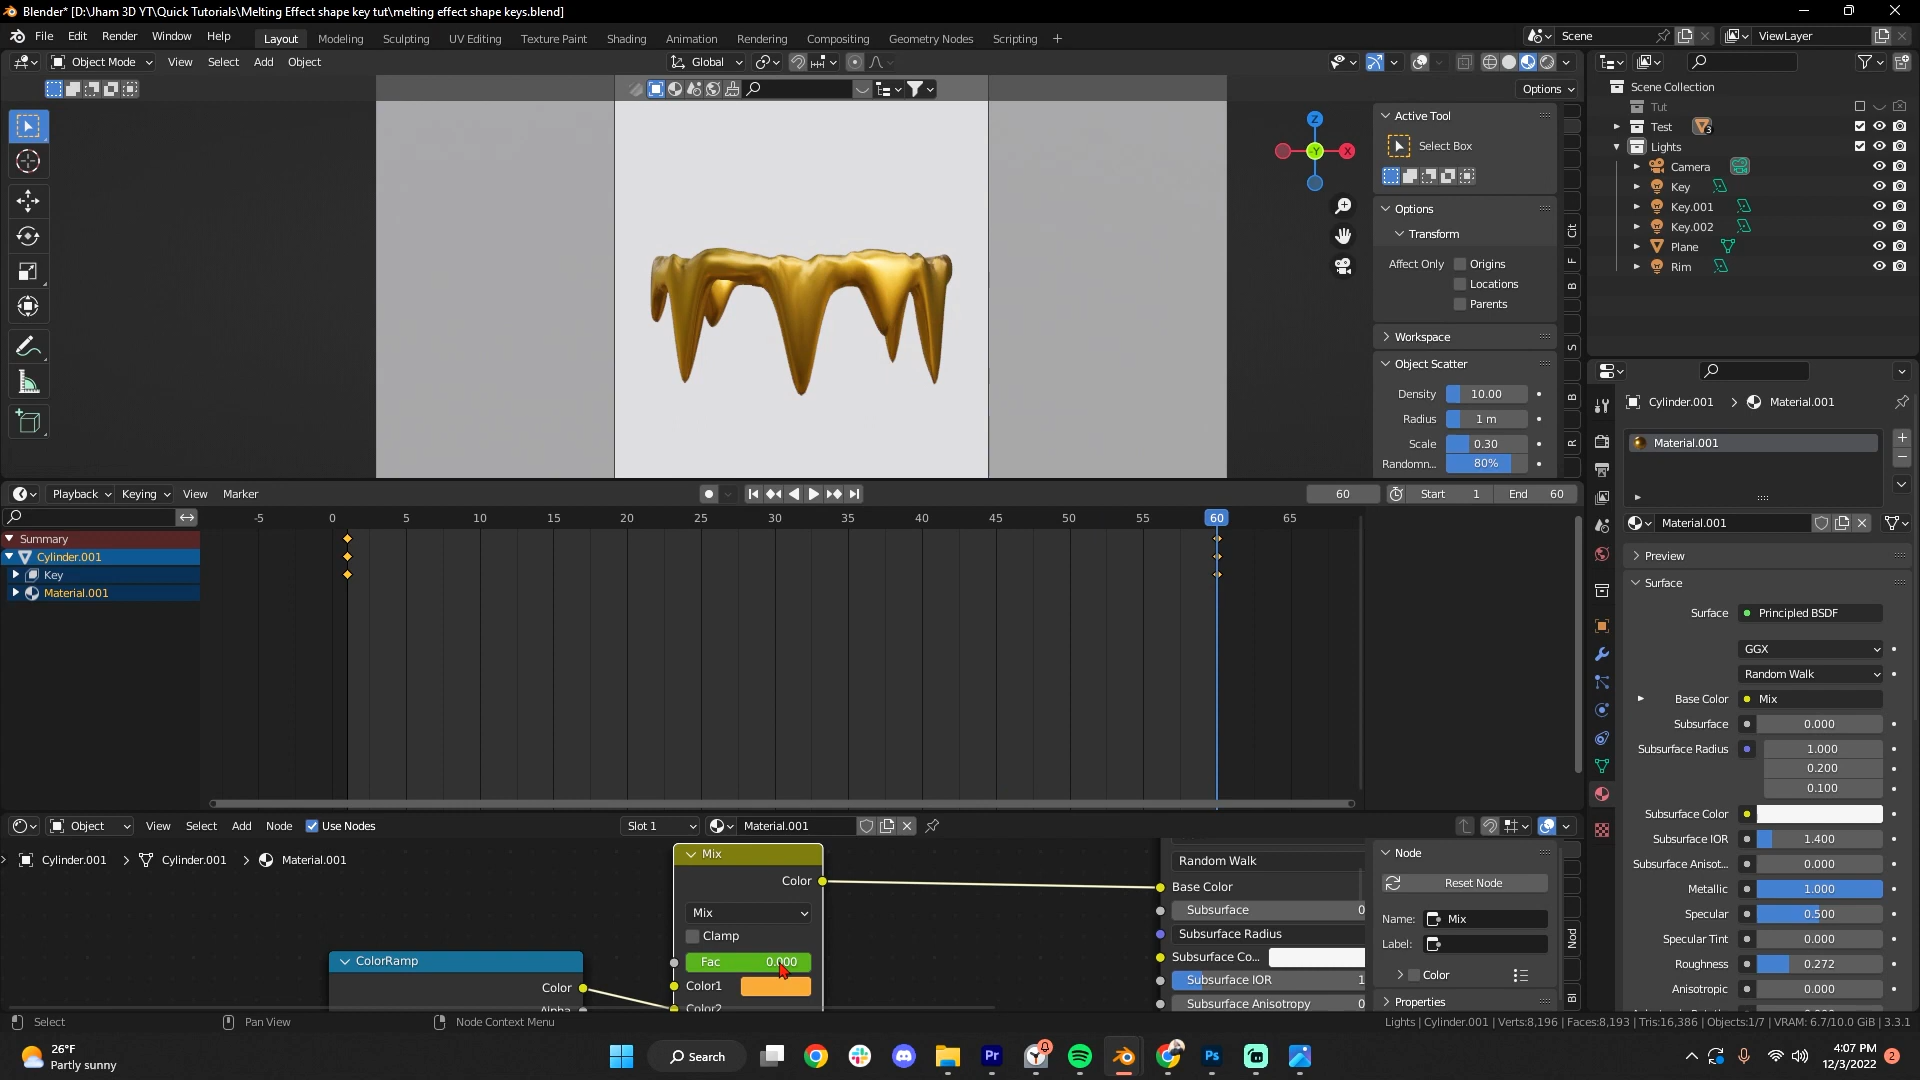 Blender* [D:\Jham 3D YT\Quick Tutorials\Melting Effect shape key tut\melting effect shape keys.blend]
File Edit Render Window Help Layout Modeling Sculpting UV Editing Texture Paint Shading Animation Rendering Compositing Geometry Nodes Scripting + Scene ViewLayer
Object Mode View Select Add Object Global
Options
Scene Collection
Tut
Test 3
Lights
Camera
Key
Key.001
Key.002
Plane
Rim
Z
-Y X
Active Tool
Select Box
Options
Transform
Affect Only Origins
Locations
Parents
Workspace
Object Scatter
Density 10.00
Radius 1 m
Scale 0.30
Randomn... 80%
Cit
F
B
S
B
R
Cylinder.001 > Material.001
Material.001
Material.001
Preview
Surface
Surface Principled BSDF
GGX
Random Walk
Base Color Mix
Subsurface 0.000
Subsurface Radius 1.000
0.200
0.100
Subsurface Color
Subsurface IOR 1.400
Subsurface Anisot... 0.000
Metallic 1.000
Specular 0.500
Specular Tint 0.000
Roughness 0.272
Anisotropic 0.000
Playback Keying View Marker 60 Start 1 End 60
-5 0 5 10 15 20 25 30 35 40 45 50 55 60 65
Summary
Cylinder.001
Key
Material.001
Object View Select Add Node Use Nodes Slot 1 Material.001
Cylinder.001 > Cylinder.001 > Material.001
Mix
Color
Mix
Clamp
Fac 0.000
Color1
Color2
ColorRamp
Color
Alpha
Random Walk
Base Color
Subsurface 0
Subsurface Radius
Subsurface Co...
Subsurface IOR 1
Subsurface Anisotropy 0
Node
Reset Node
Name: Mix
Label:
Color
Properties
Nod
Bl
Select Pan View Node Context Menu Lights | Cylinder.001 | Verts:8,196 | Faces:8,193 | Tris:16,386 | Objects:1/7 | VRAM: 6.7/10.0 GiB | 3.3.1
26°F
Partly sunny
Search
Pr
Ps
4:07 PM
12/3/2022
2